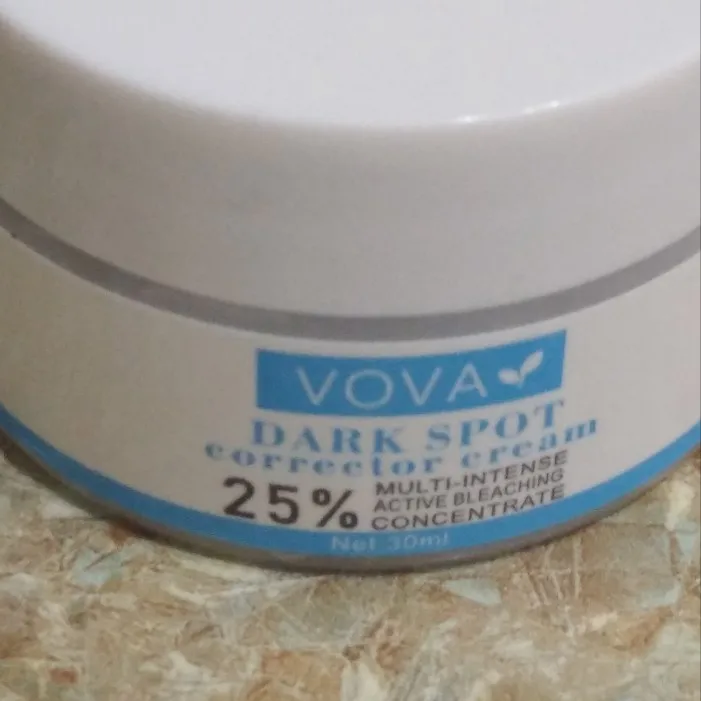 VOVA
DARK SPOT
corrector cream
25% MULTI-INTENSE
ACTIVE BLEACHING
CONCENTRATE
Net 30ml